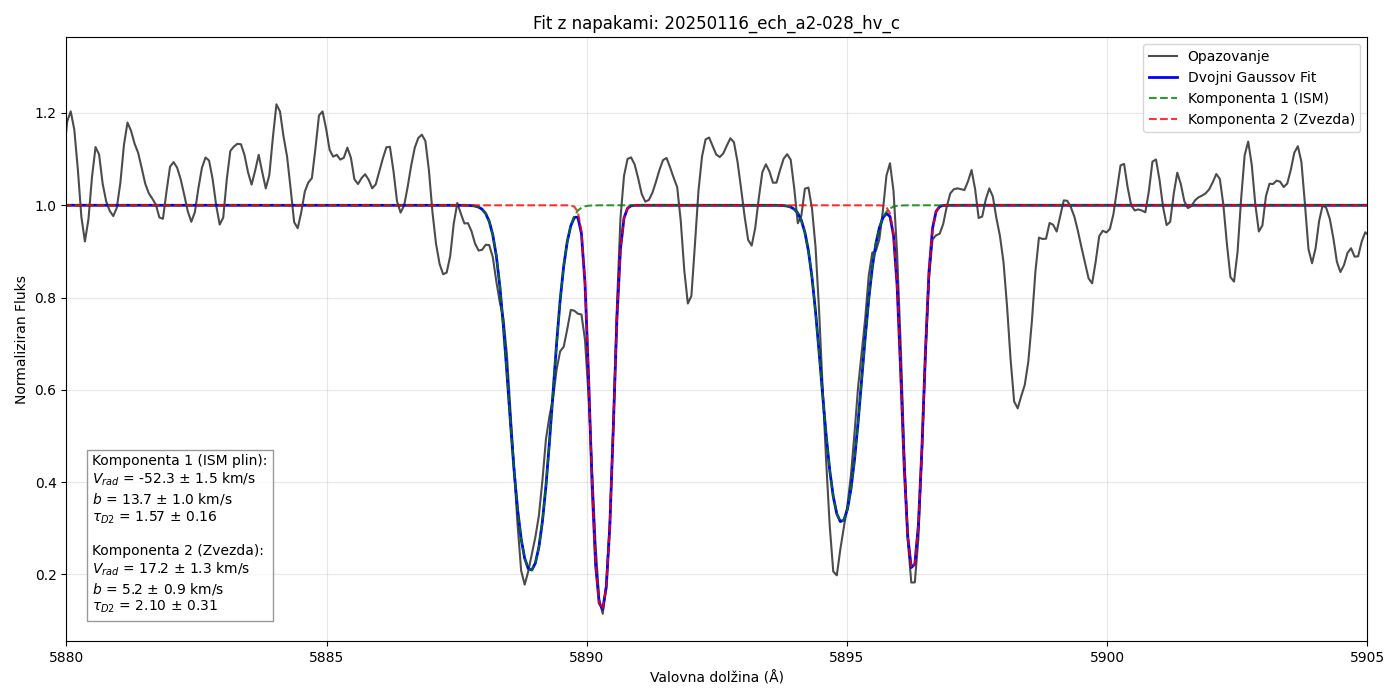 Fit z napakami: 20250116_ech_a2-028_hv_c
Opazovanje
Dvojni Gaussov Fit
Komponenta 1 (ISM)
Komponenta 2 (Zvezda)
Normaliziran Fluks
1.2
1.0
0.8
0.6
0.4
0.2
Komponenta 1 (ISM plin):
V_rad = -52.3 ± 1.5 km/s
b = 13.7 ± 1.0 km/s
τ_D2 = 1.57 ± 0.16
Komponenta 2 (Zvezda):
V_rad = 17.2 ± 1.3 km/s
b = 5.2 ± 0.9 km/s
τ_D2 = 2.10 ± 0.31
5880 5885 5890 5895 5900 5905
Valovna dolžina (Å)